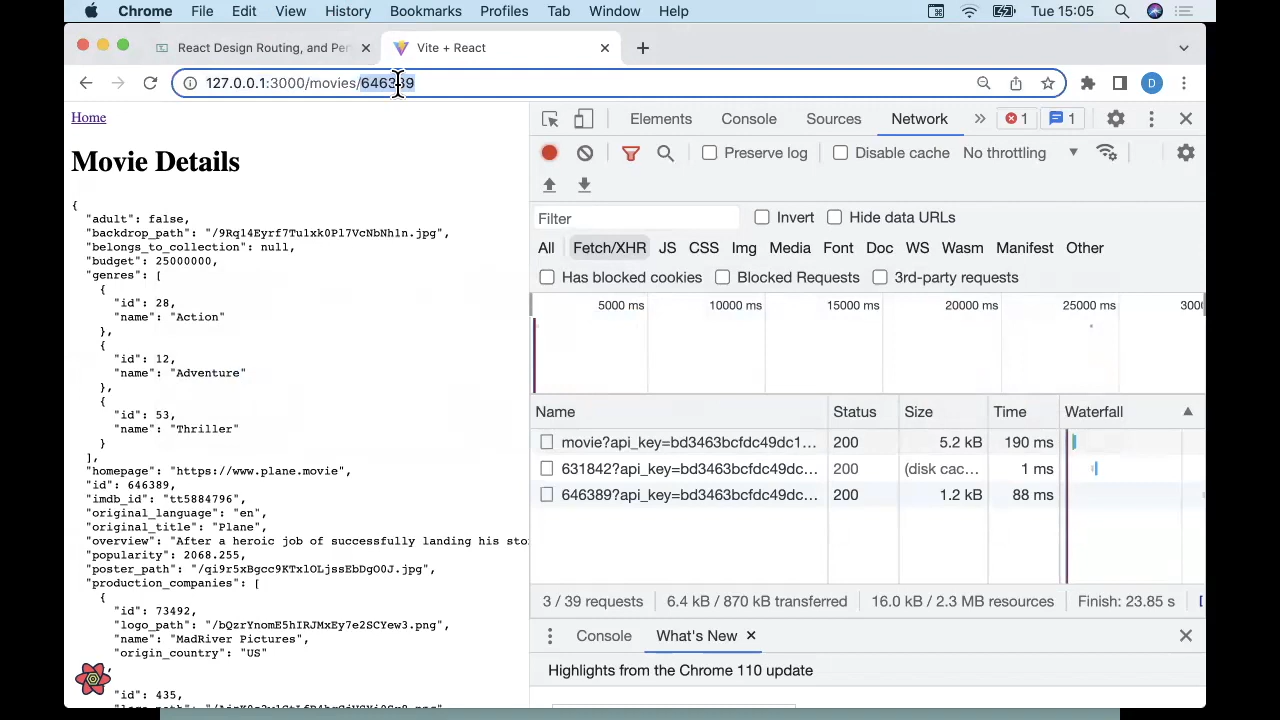 Chrome File Edit View History Bookmarks Profiles Tab Window Help Tue 15:05
React Design Routing, and Per
Vite + React
127.0.0.1:3000/movies/646389
D
Home
Movie Details
{
"adult": false,
"backdrop_path": "/9Rq14Eyrf7Tu1xk0Pl7VcNbNh1n.jpg",
"belongs_to_collection": null,
"budget": 25000000,
"genres": [
{
"id": 28,
"name": "Action"
},
{
"id": 12,
"name": "Adventure"
},
{
"id": 53,
"name": "Thriller"
}
],
"homepage": "https://www.plane.movie",
"id": 646389,
"imdb_id": "tt5884796",
"original_language": "en",
"original_title": "Plane",
"overview": "After a heroic job of successfully landing his sto
"popularity": 2068.255,
"poster_path": "/qi9r5xBgcc9KTxlOLjssEbDgO0J.jpg",
"production_companies": [
{
"id": 73492,
"logo_path": "/bQzrYnomE5hIRJMxEy7e2SCYew3.png",
"name": "MadRiver Pictures",
"origin_country": "US"
,
"id": 435,
Elements Console Sources Network » 1 1
Preserve log Disable cache No throttling
Filter Invert Hide data URLs
All Fetch/XHR JS CSS Img Media Font Doc WS Wasm Manifest Other
Has blocked cookies Blocked Requests 3rd-party requests
5000 ms 10000 ms 15000 ms 20000 ms 25000 ms 300
Name Status Size Time Waterfall
movie?api_key=bd3463bcfdc49dc1... 200 5.2 kB 190 ms
631842?api_key=bd3463bcfdc49dc... 200 (disk cac... 1 ms
646389?api_key=bd3463bcfdc49dc... 200 1.2 kB 88 ms
3 / 39 requests 6.4 kB / 870 kB transferred 16.0 kB / 2.3 MB resources Finish: 23.85 s
Console What's New
Highlights from the Chrome 110 update